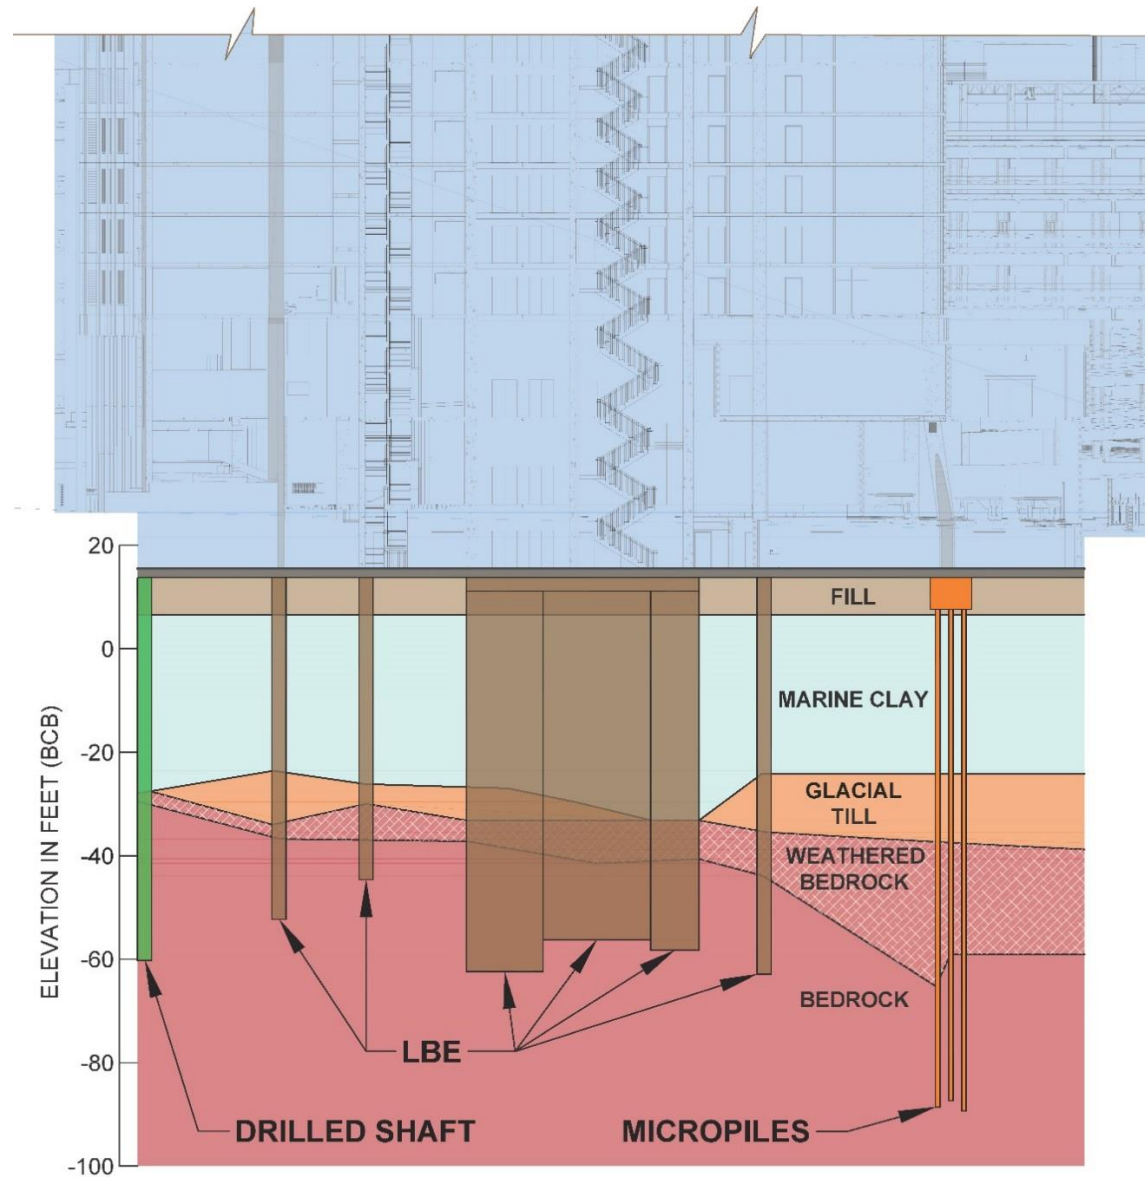 20
0
-20
-40
-60
-80
-100
ELEVATION IN FEET (BCB)
FILL
MARINE CLAY
GLACIAL
TILL
WEATHERED
BEDROCK
BEDROCK
LBE
DRILLED SHAFT
MICROPILES